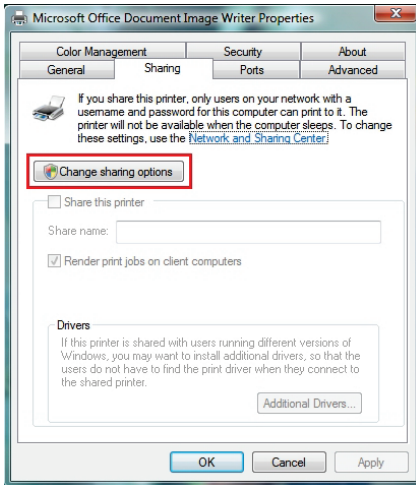 Microsoft Office Document Image Writer Properties
Color Management Security About
General Sharing Ports Advanced
If you share this printer, only users on your network with a
username and password for this computer can print to it. The
printer will not be available when the computer sleeps. To change
these settings, use the Network and Sharing Center.
Change sharing options
Share this printer
Share name:
Render print jobs on client computers
Drivers
If this printer is shared with users running different versions of
Windows, you may want to install additional drivers, so that the
users do not have to find the print driver when they connect to
the shared printer.
Additional Drivers...
OK Cancel Apply